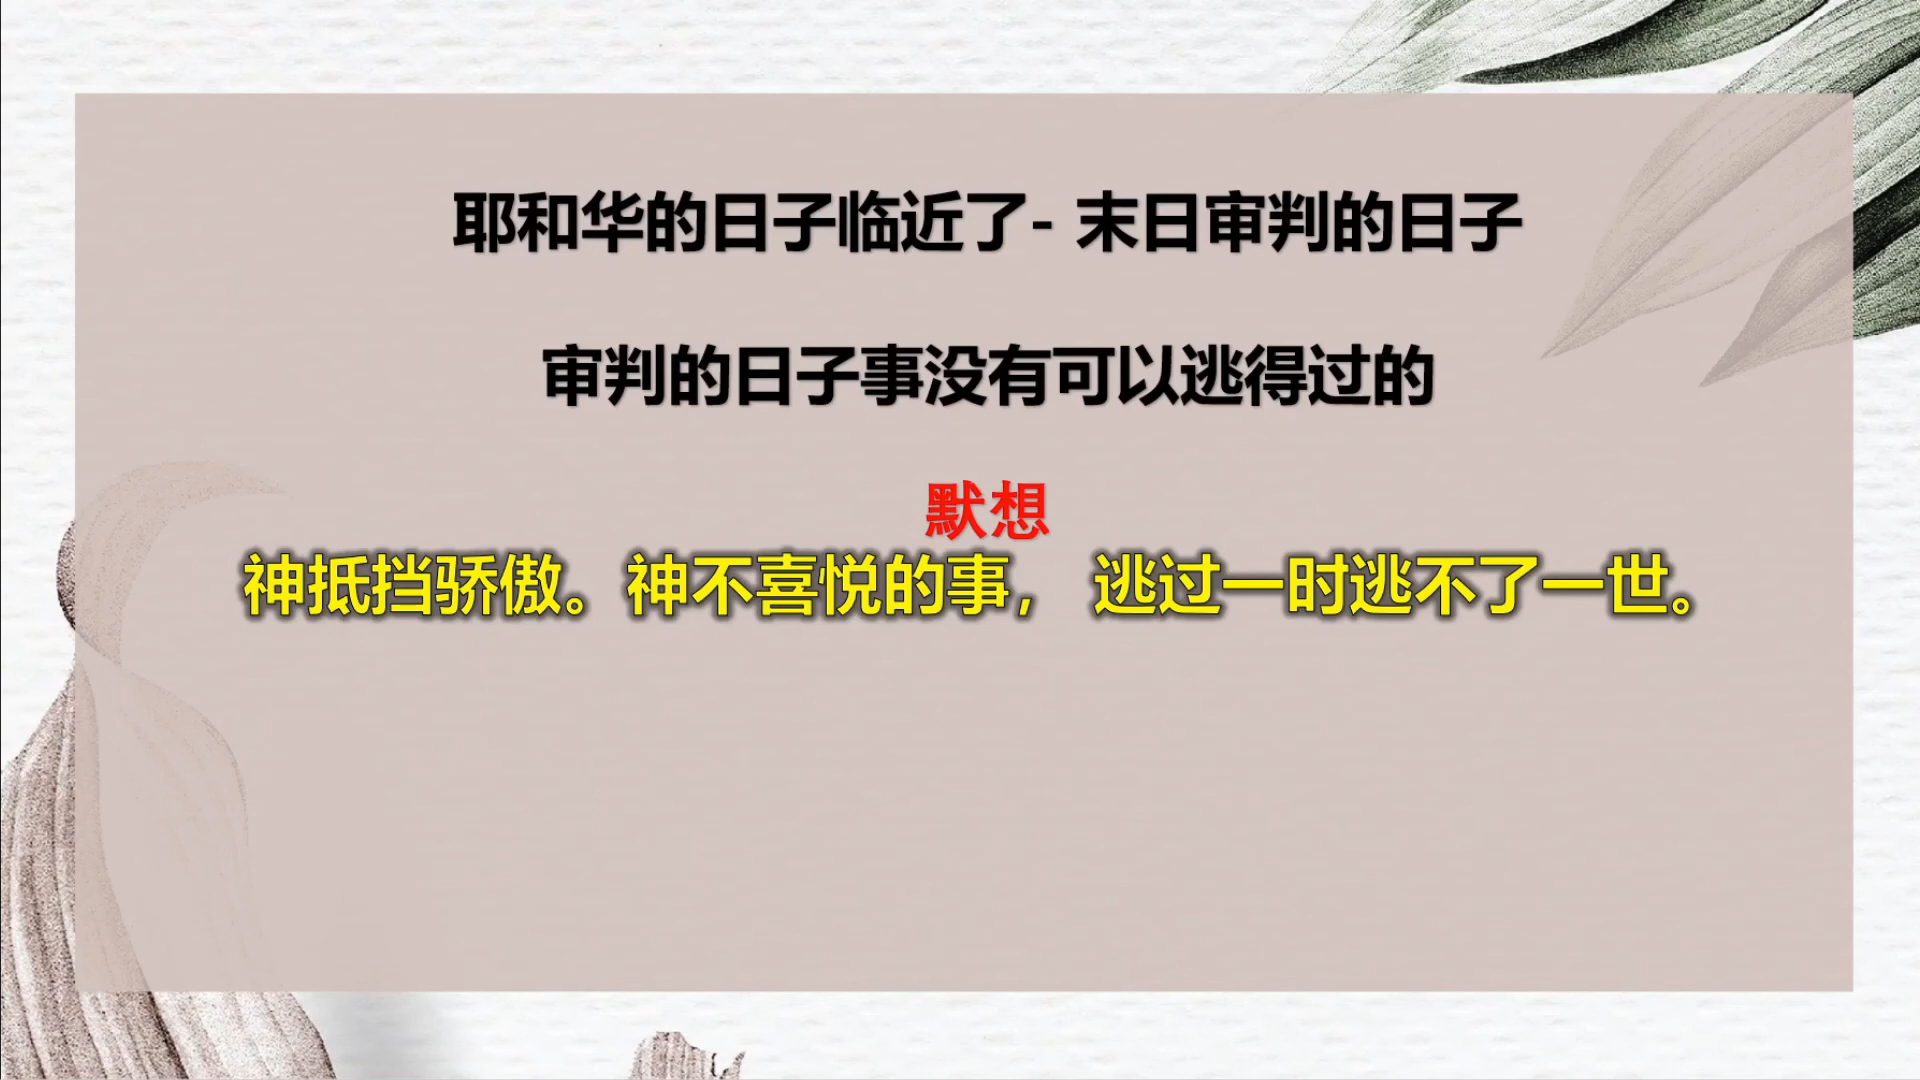 耶和华的日子临近了- 末日审判的日子
审判的日子事没有可以逃得过的
默想
神抵挡骄傲。神不喜悦的事， 逃过一时逃不了一世。